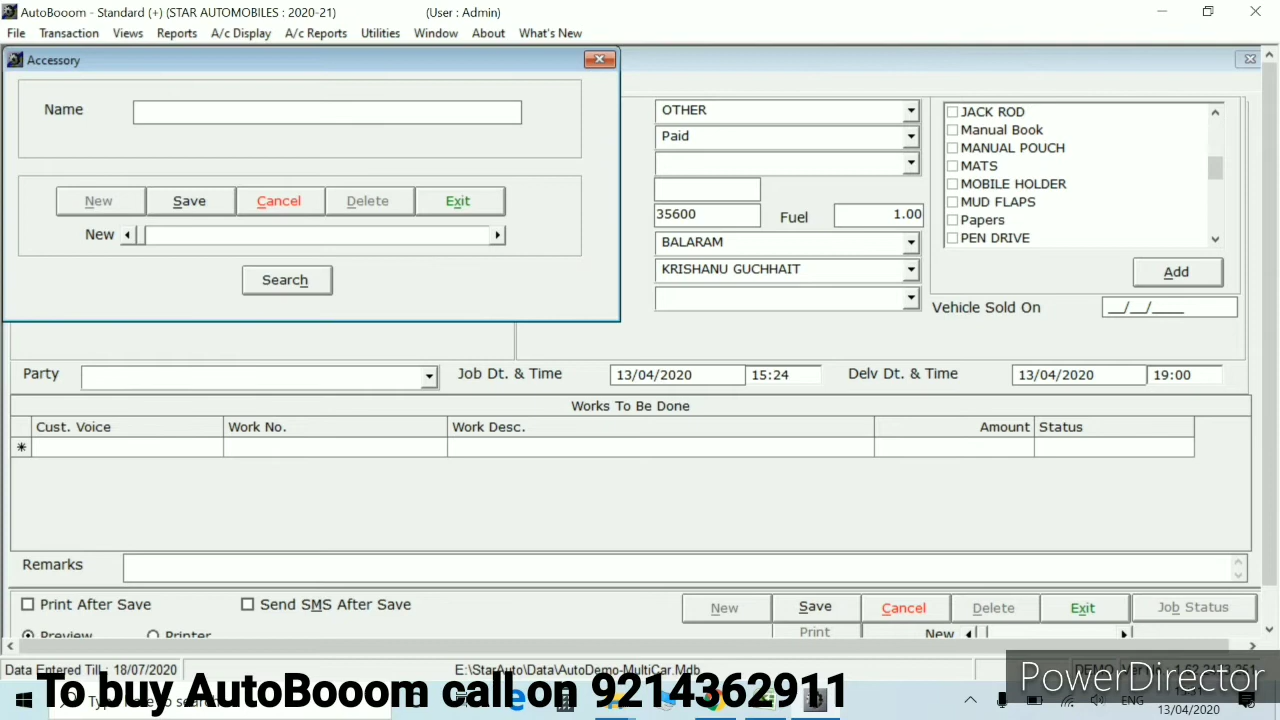 AutoBooom - Standard (+) (STAR AUTOMOBILES : 2020-21) (User : Admin)
File Transaction Views Reports A/c Display A/c Reports Utilities Window About What's New
Accessory
Name
New Save Cancel Delete Exit
New
Search
OTHER
Paid
35600 Fuel 1.00
BALARAM
KRISHANU GUCHHAIT
JACK ROD
Manual Book
MANUAL POUCH
MATS
MOBILE HOLDER
MUD FLAPS
Papers
PEN DRIVE
Add
Vehicle Sold On __/__/____
Party Job Dt. & Time 13/04/2020 15:24 Delv Dt. & Time 13/04/2020 19:00
Works To Be Done
Cust. Voice Work No. Work Desc. Amount Status
Remarks
Print After Save Send SMS After Save
New Save Cancel Delete Exit Job Status
Preview Printer Print New
Data Entered Till : 18/07/2020 E:\StarAuto\Data\AutoDemo-MultiCar.Mdb DEMO
To buy AutoBooom call on 9214362911
PowerDirector
ENG
13/04/2020